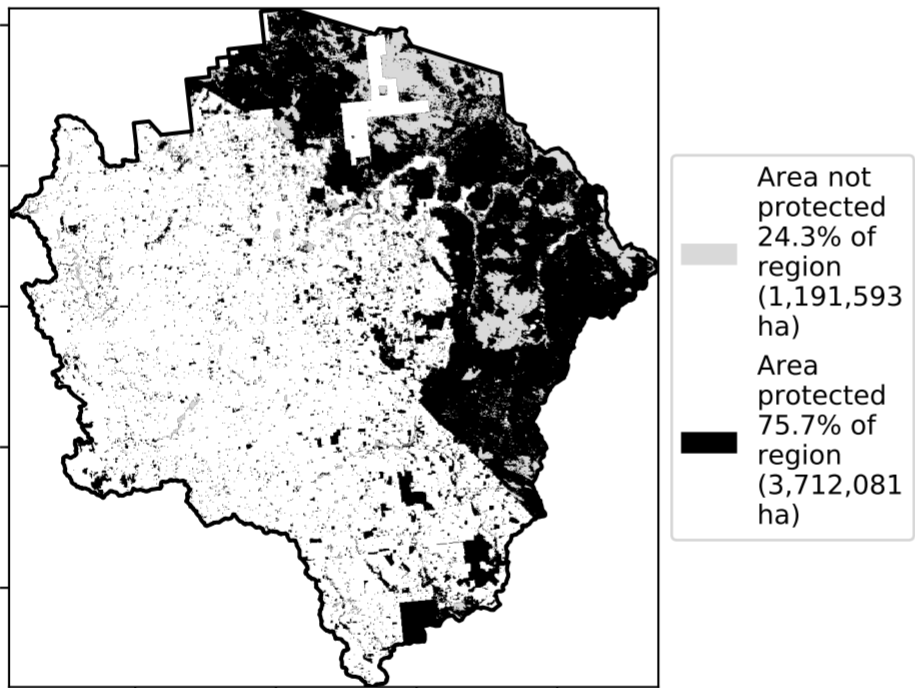 Area not
protected
24.3% of
region
(1,191,593
ha)
Area
protected
75.7% of
region
(3,712,081
ha)